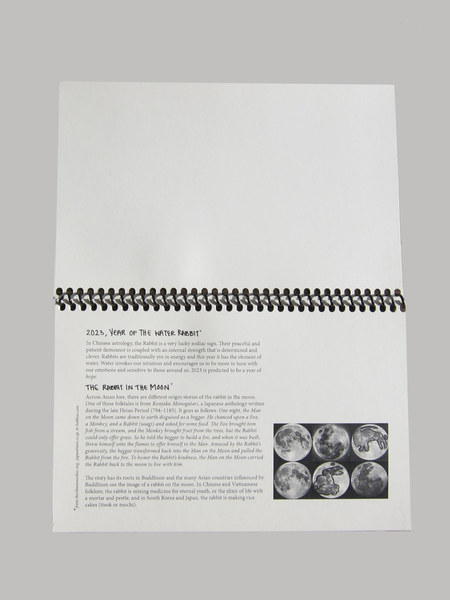 2023, YEAR OF THE WATER RABBIT*
In Chinese astrology, the Rabbit is a very lucky zodiac sign. Their peaceful and
patient demeanor is coupled with an internal strength that is determined and
clever. Rabbits are traditionally yin in energy and this year it has the element of
water. Water invokes our intuition and encourages us to be more in tune with
our emotions and sensitive to those around us. 2023 is predicted to be a year of
hope.
THE RABBIT IN THE MOON*
Across Asian lore, there are different origin stories of the rabbit in the moon.
One of these folktales is from Konjaku Monogatari, a Japanese anthology written
during the late Heian Period (794–1185). It goes as follows: One night, the Man
on the Moon came down to earth disguised as a beggar. He chanced upon a Fox,
a Monkey, and a Rabbit (usagi) and asked for some food. The Fox brought him
fish from a stream, and the Monkey brought fruit from the trees, but the Rabbit
could only offer grass. So he told the beggar to build a fire, and when it was built,
threw himself onto the flames to offer himself to the Man. Amazed by the Rabbit's
generosity, the beggar transformed back into the Man on the Moon and pulled the
Rabbit from the fire. To honor the Rabbit's kindness, the Man on the Moon carried
the Rabbit back to the moon to live with him.
The story has its roots in Buddhism and the many Asian countries influenced by
Buddhism see the image of a rabbit on the moon. In Chinese and Vietnamese
folklore, the rabbit is mixing medicine for eternal youth, or the elixir of life with
a mortar and pestle; and in South Korea and Japan, the rabbit is making rice
cakes (tteok or mochi).